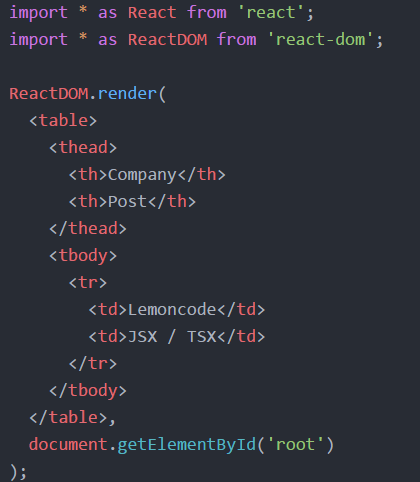 import * as React from 'react';
import * as ReactDOM from 'react-dom';

ReactDOM.render(
  <table>
    <thead>
      <th>Company</th>
      <th>Post</th>
    </thead>
    <tbody>
      <tr>
        <td>Lemoncode</td>
        <td>JSX / TSX</td>
      </tr>
    </tbody>
  </table>,
  document.getElementById('root')
);